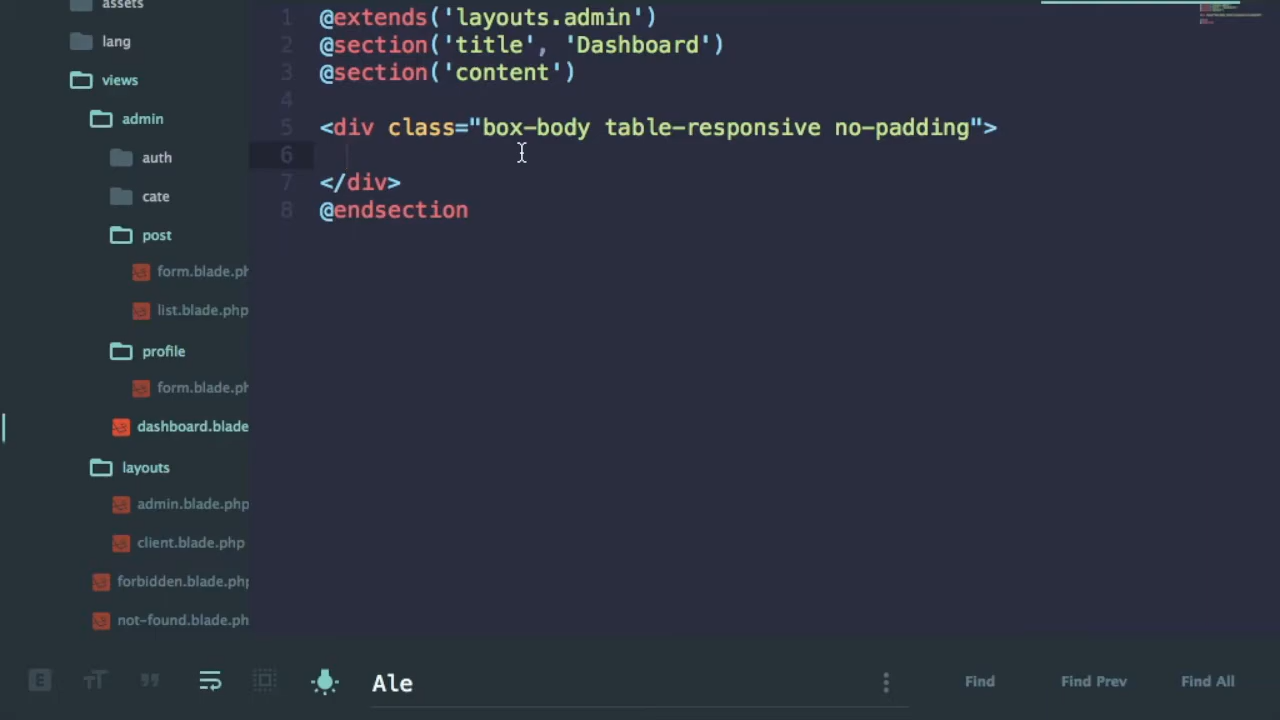 assets
lang
views
admin
auth
cate
post
form.blade.ph
list.blade.php
profile
form.blade.ph
dashboard.blade
layouts
admin.blade.php
client.blade.php
forbidden.blade.php
not-found.blade.ph
1 @extends('layouts.admin')
2 @section('title', 'Dashboard')
3 @section('content')
4
5 <div class="box-body table-responsive no-padding">
6
7 </div>
8 @endsection
Ale
Find
Find Prev
Find All